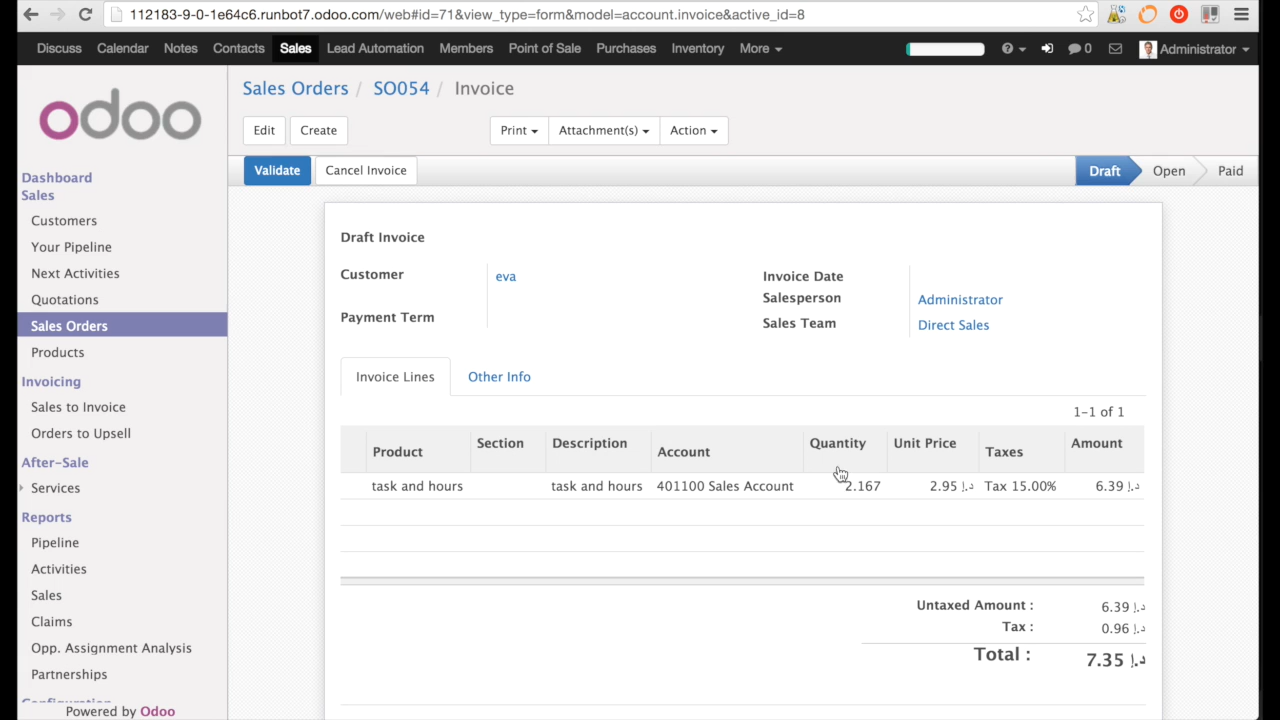 112183-9-0-1e64c6.runbot7.odoo.com/web#id=71&view_type=form&model=account.invoice&active_id=8
Discuss Calendar Notes Contacts Sales Lead Automation Members Point of Sale Purchases Inventory More 0 Administrator
odoo
Dashboard
Sales
Customers
Your Pipeline
Next Activities
Quotations
Sales Orders
Products
Invoicing
Sales to Invoice
Orders to Upsell
After-Sale
Services
Reports
Pipeline
Activities
Sales
Claims
Opp. Assignment Analysis
Partnerships
Configuration
Powered by Odoo
Sales Orders / SO054 / Invoice
Edit Create Print Attachment(s) Action
Validate Cancel Invoice Draft Open Paid
Draft Invoice
Customer eva
Payment Term
Invoice Date
Salesperson Administrator
Sales Team Direct Sales
Invoice Lines Other Info
1-1 of 1
Product Section Description Account Quantity Unit Price Taxes Amount
task and hours task and hours 401100 Sales Account 2.167 2.95 د.إ Tax 15.00% 6.39 د.إ
Untaxed Amount : 6.39 د.إ
Tax : 0.96 د.إ
Total : 7.35 د.إ